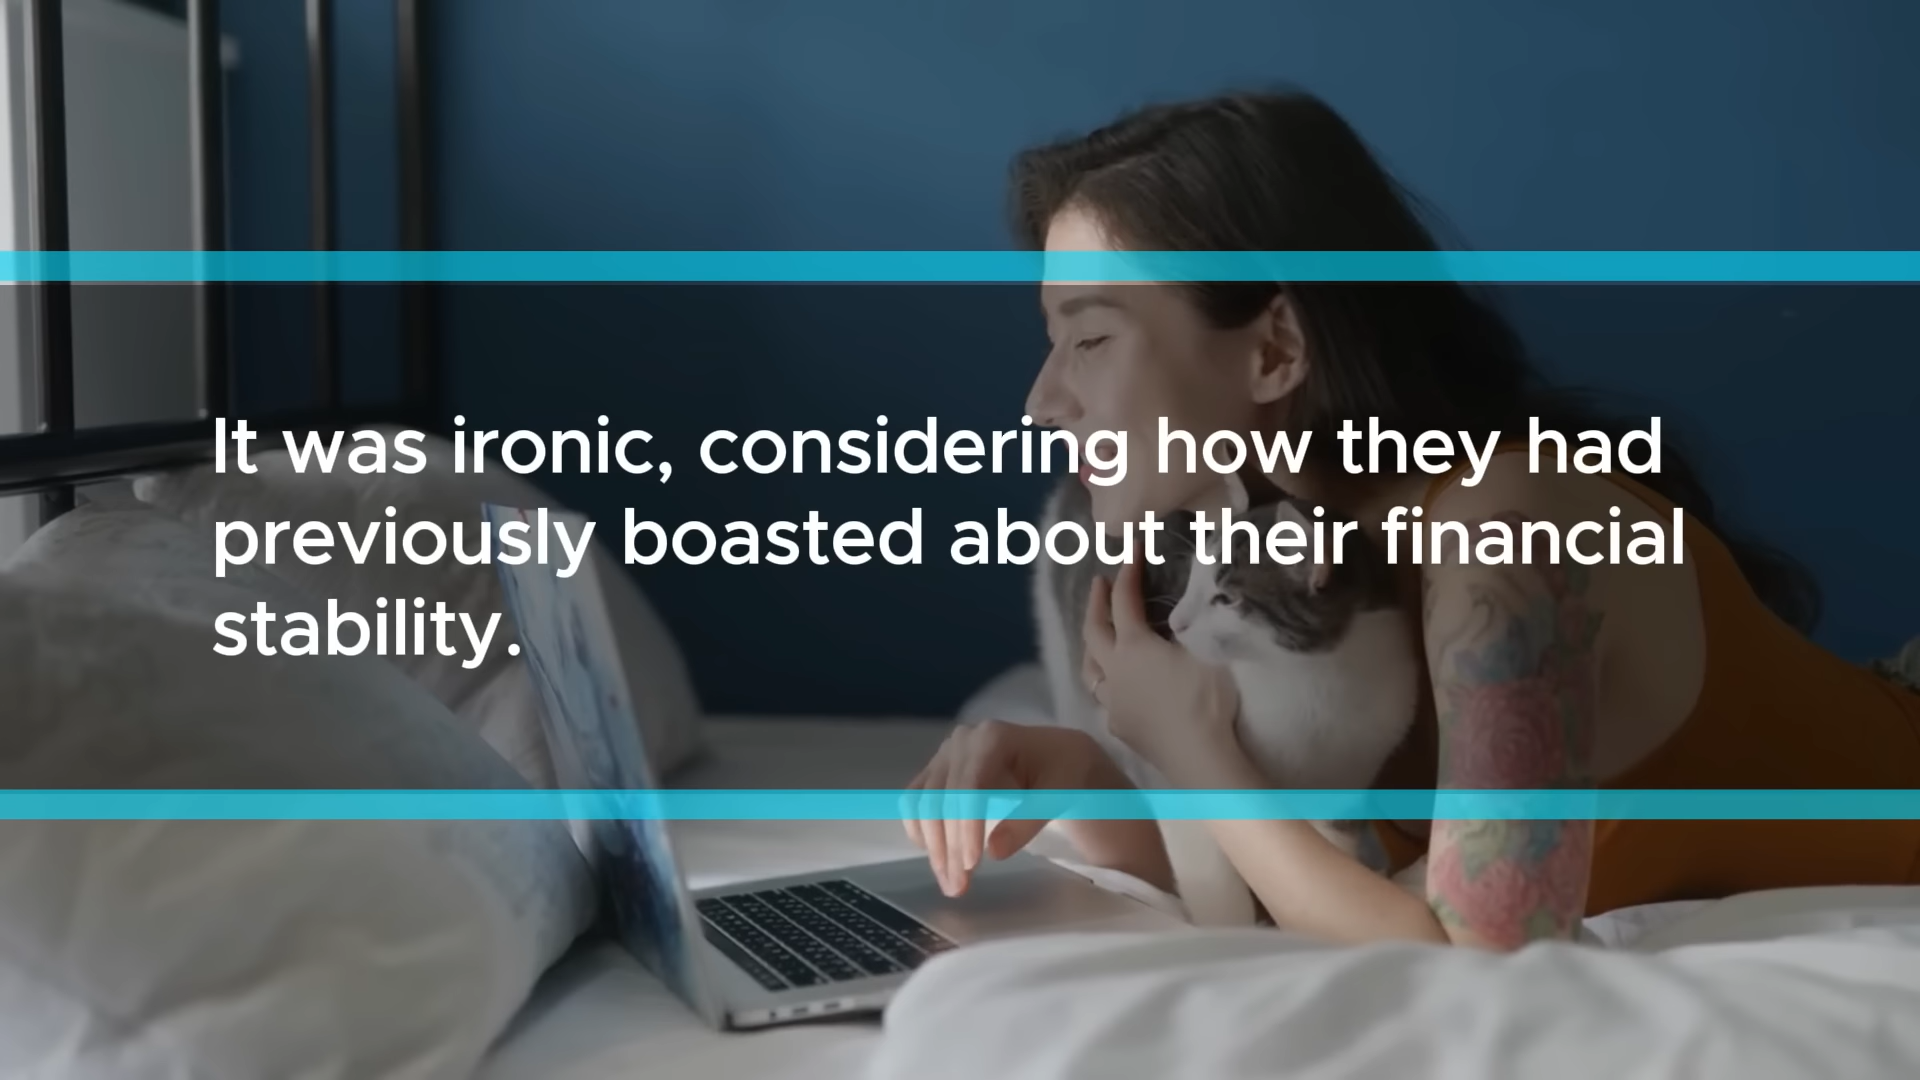 It was ironic, considering how they had
previously boasted about their financial
stability.